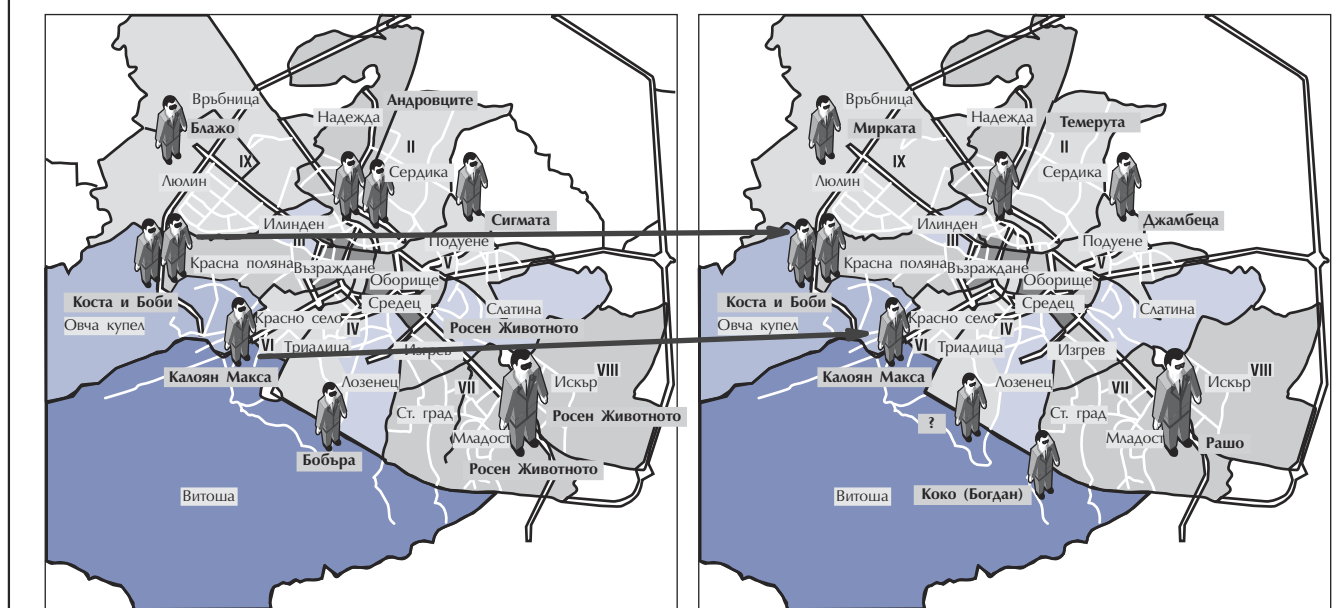 Връбница
Андровците
Надежда
Блажо
II
IX
Сердика
Люлин
Илинден
Сигмата
III
Подуене
Красна поляна
Възраждане
V
Оборище
Коста и Боби
Средец
Слатина
Овча купел
Красно село
IV
Росен Животното
VI
Триадица
Изгрев
Калоян Макса
Лозенец
VII
VIII
Искър
Ст. град
Росен Животното
Младост
Бобъра
Росен Животното
Витоша
Връбница
Надежда
Темерута
Мирката
II
IX
Сердика
Люлин
Илинден
Джамбеца
III
Подуене
Красна поляна
Възраждане
V
Оборище
Коста и Боби
Средец
Слатина
Овча купел
Красно село
IV
VI
Триадица
Изгрев
Калоян Макса
Лозенец
VII
Искър
VIII
Ст. град
?
Младост
Рашо
Витоша
Коко (Богдан)